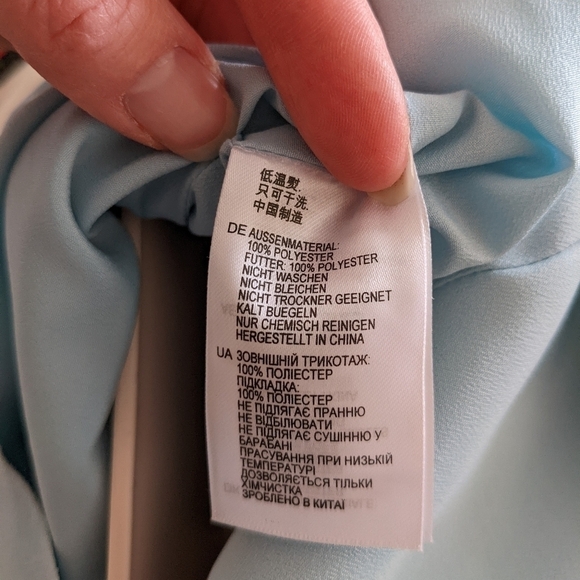 低温熨.
只可干洗.
中国制造
DE AUSSENMATERIAL:
100% POLYESTER
FUTTER: 100% POLYESTER
NICHT WASCHEN
NICHT BLEICHEN
NICHT TROCKNER GEEIGNET
KALT BUEGELN
NUR CHEMISCH REINIGEN
HERGESTELLT IN CHINA
UA ЗОВНІШНІЙ ТРИКОТАЖ:
100% ПОЛІЕСТЕР
ПІДКЛАДКА:
100% ПОЛІЕСТЕР
НЕ ПІДЛЯГАЄ ПРАННЮ
НЕ ВІДБІЛЮВАТИ
НЕ ПІДЛЯГАЄ СУШІННЮ У
БАРАБАНІ
ПРАСУВАННЯ ПРИ НИЗЬКІЙ
ТЕМПЕРАТУРІ
ДОЗВОЛЯЄТЬСЯ ТІЛЬКИ
ХІМЧИСТКА
ЗРОБЛЕНО В КИТАЇ